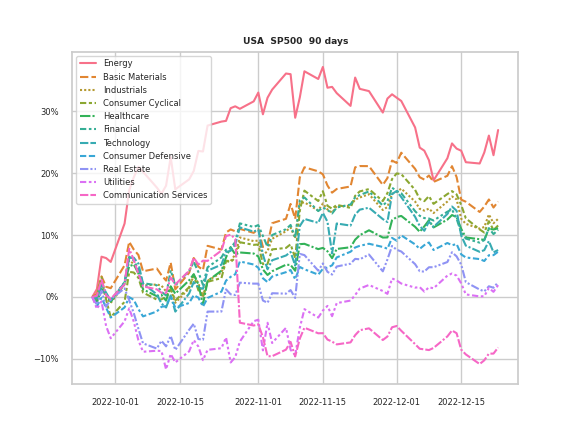 USA SP500 90 days
Energy
Basic Materials
Industrials
Consumer Cyclical
Healthcare
Financial
Technology
Consumer Defensive
Real Estate
Utilities
Communication Services
30%
20%
10%
0%
−10%
2022-10-01 2022-10-15 2022-11-01 2022-11-15 2022-12-01 2022-12-15